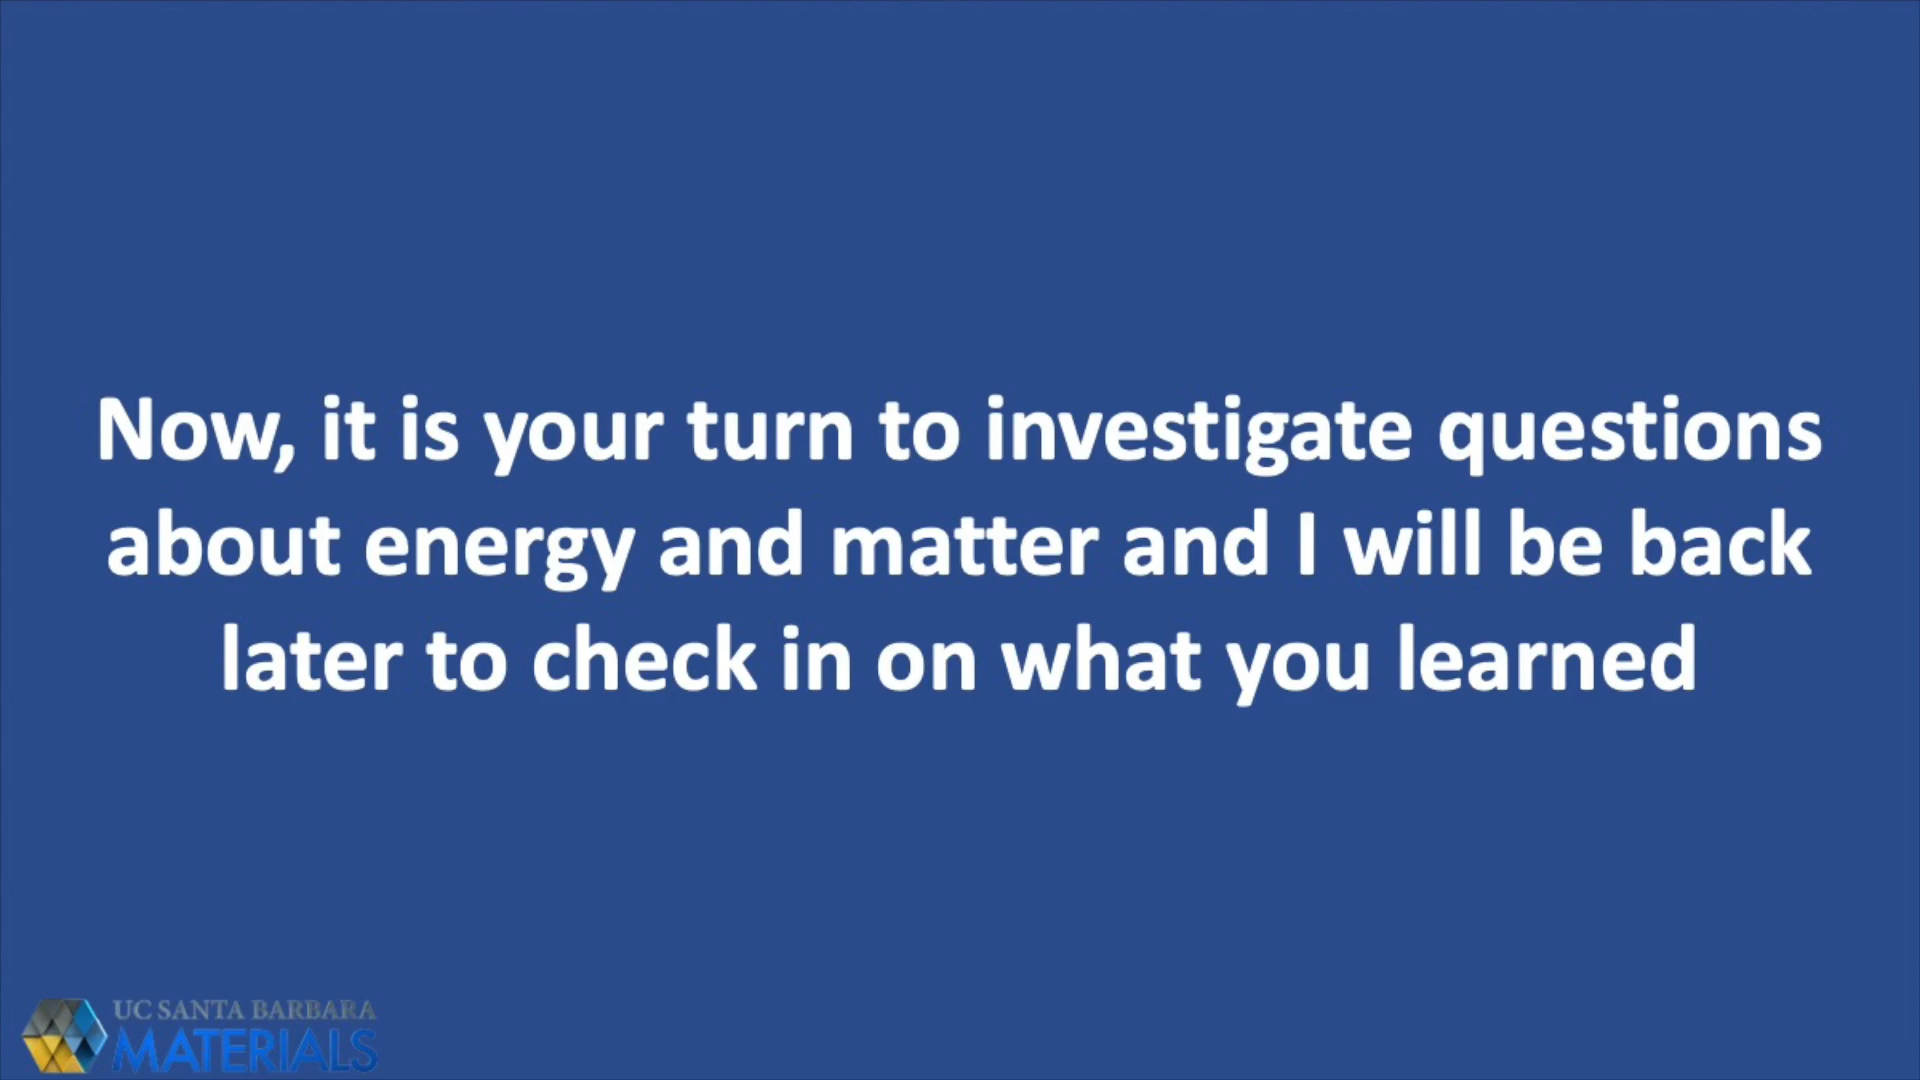 Now, it is your turn to investigate questions
about energy and matter and I will be back
later to check in on what you learned
UC SANTA BARBARA
MATERIALS